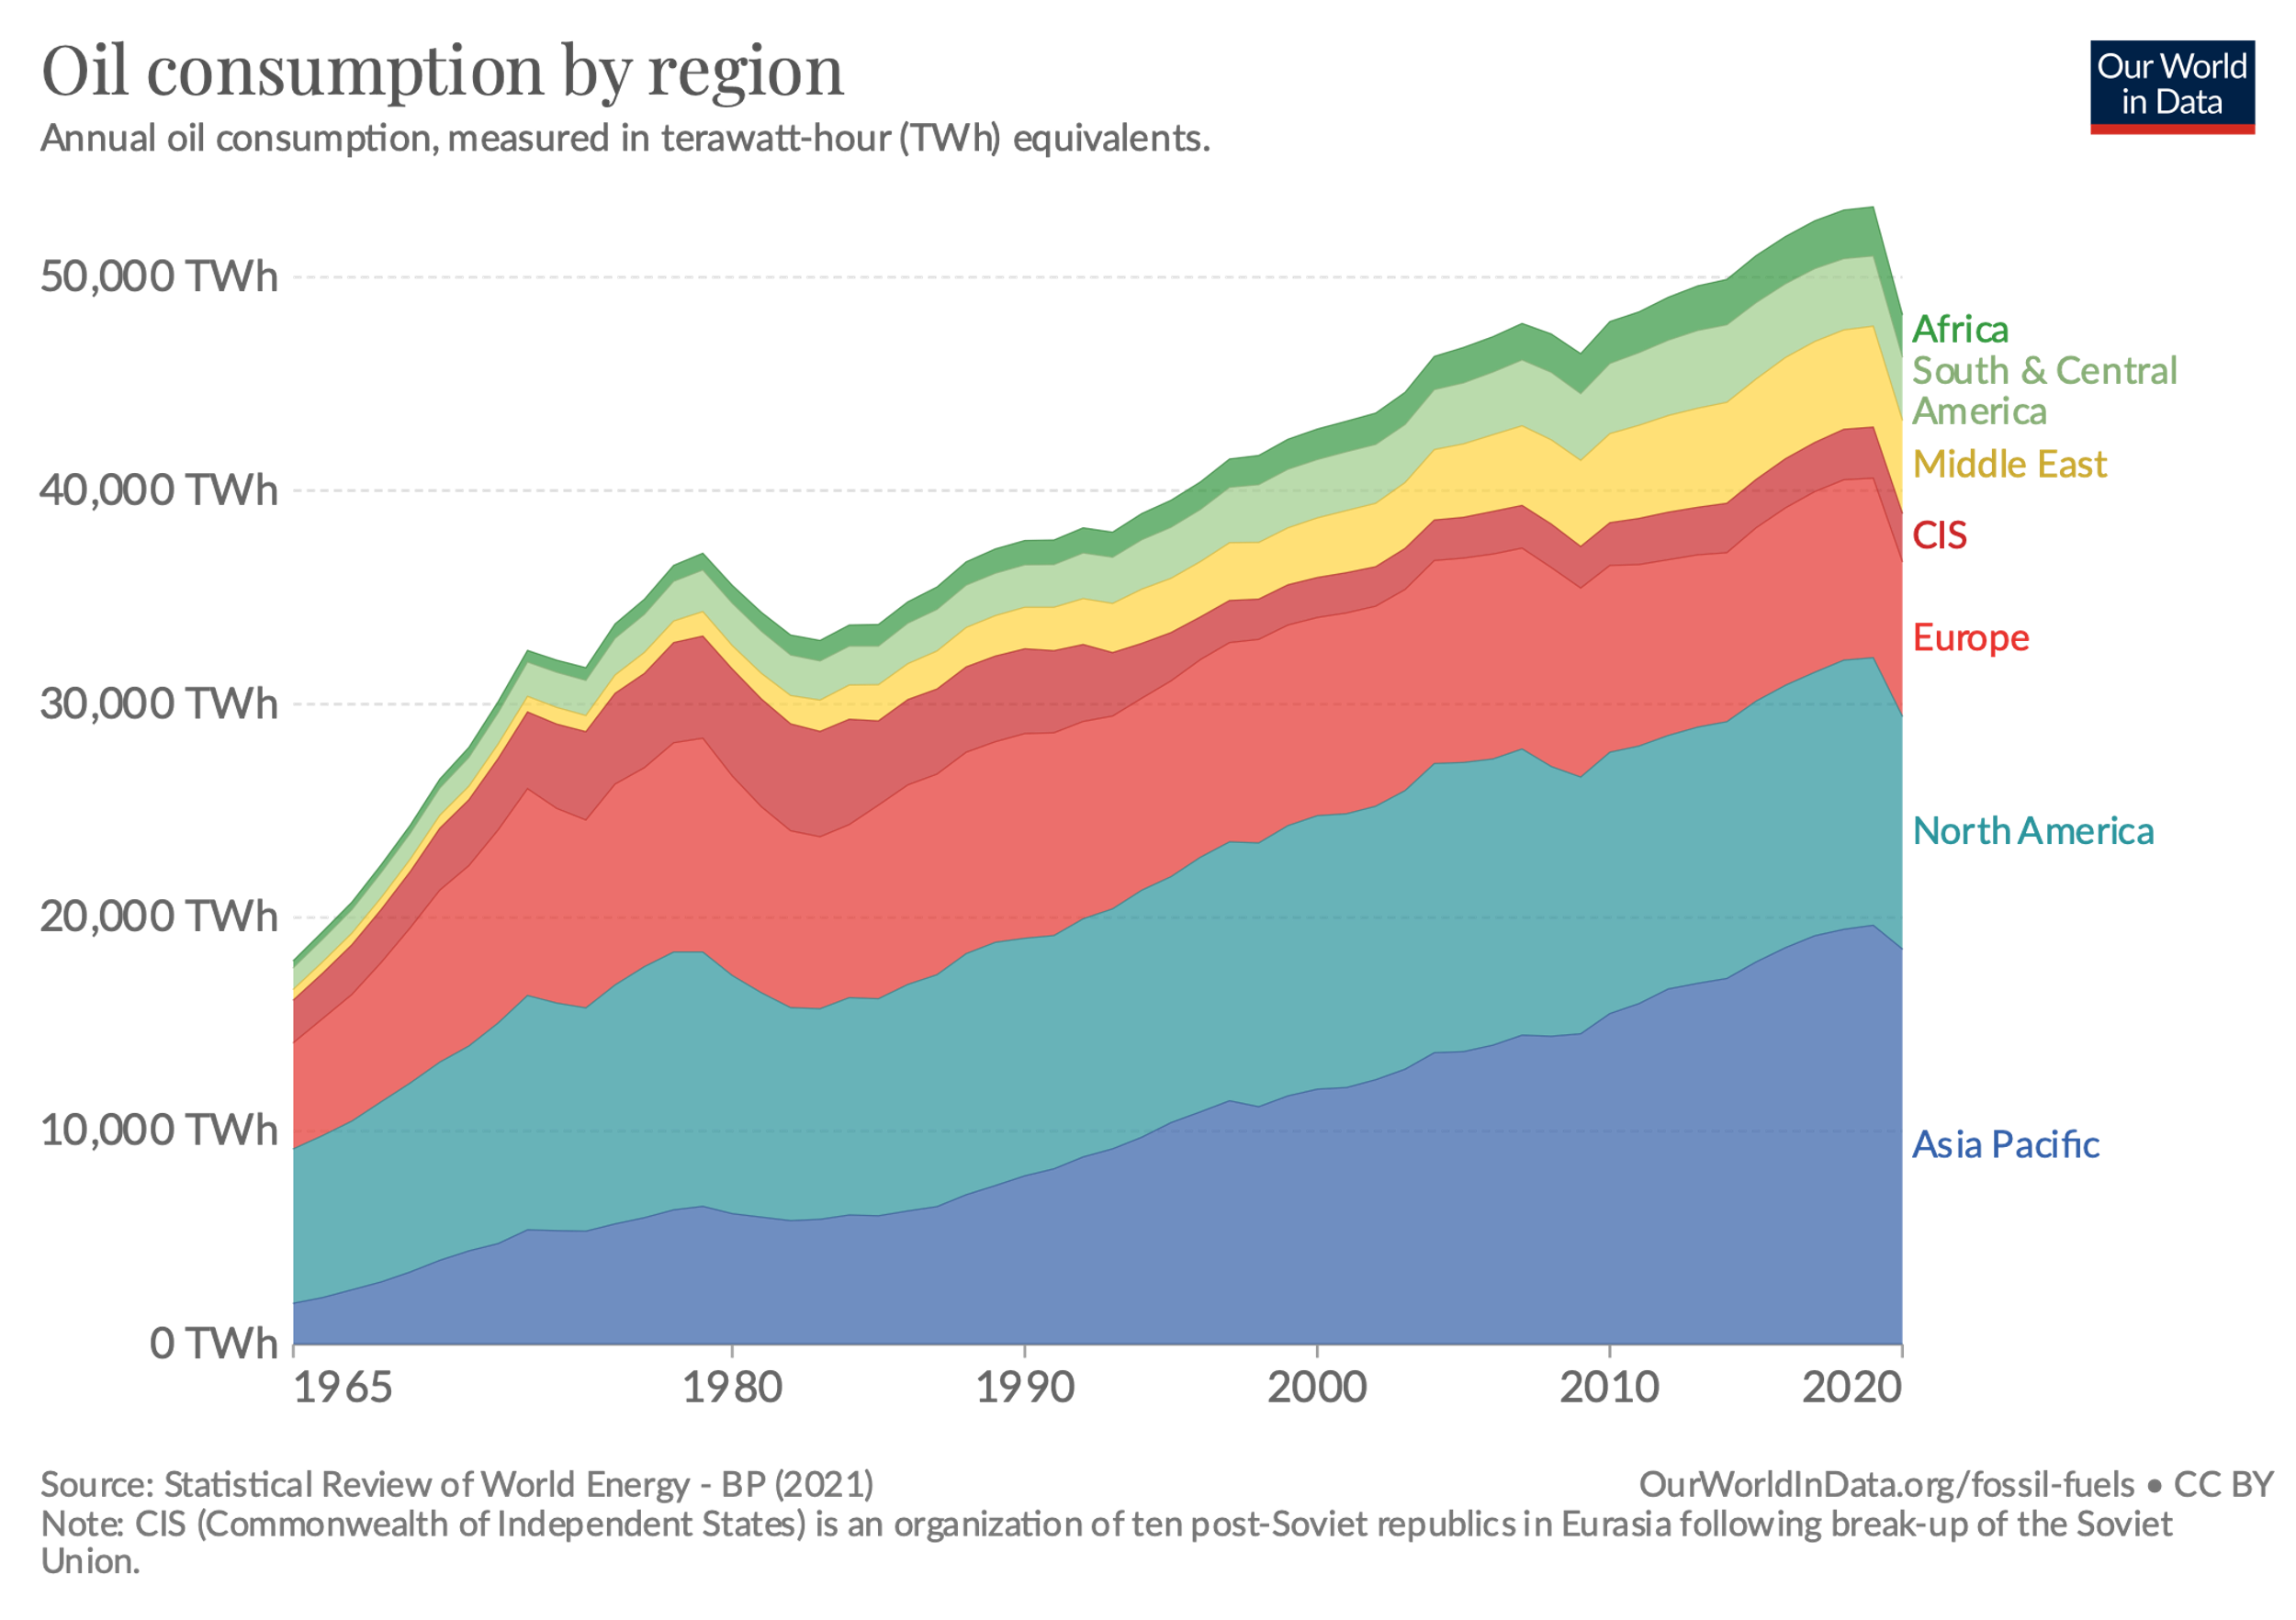 Oil consumption by region
Annual oil consumption, measured in terawatt-hour (TWh) equivalents.
Our World
in Data
50,000 TWh
40,000 TWh
30,000 TWh
20,000 TWh
10,000 TWh
0 TWh
Africa
South & Central
America
Middle East
CIS
Europe
North America
Asia Pacific
1965
1980
1990
2000
2010
2020
Source: Statistical Review of World Energy - BP (2021)
OurWorldInData.org/fossil-fuels • CC BY
Note: CIS (Commonwealth of Independent States) is an organization of ten post-Soviet republics in Eurasia following break-up of the Soviet
Union.